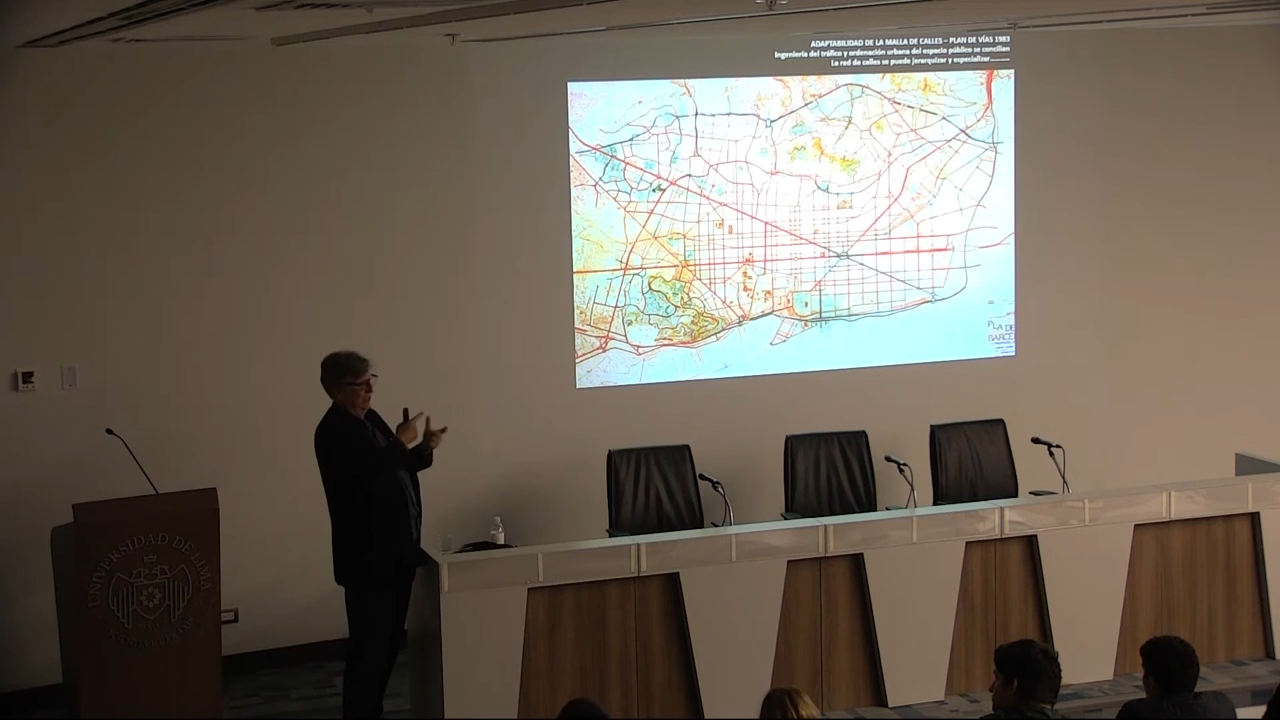 ADAPTABILIDAD DE LA MALLA DE CALLES – PLAN DE VÍAS 1983
Ingeniería del tráfico y ordenación urbana del espacio público se concilian
La red de calles se puede jerarquizar y especializar..........
PLA DE
BARCE
UNIVERSIDAD DE LIMA